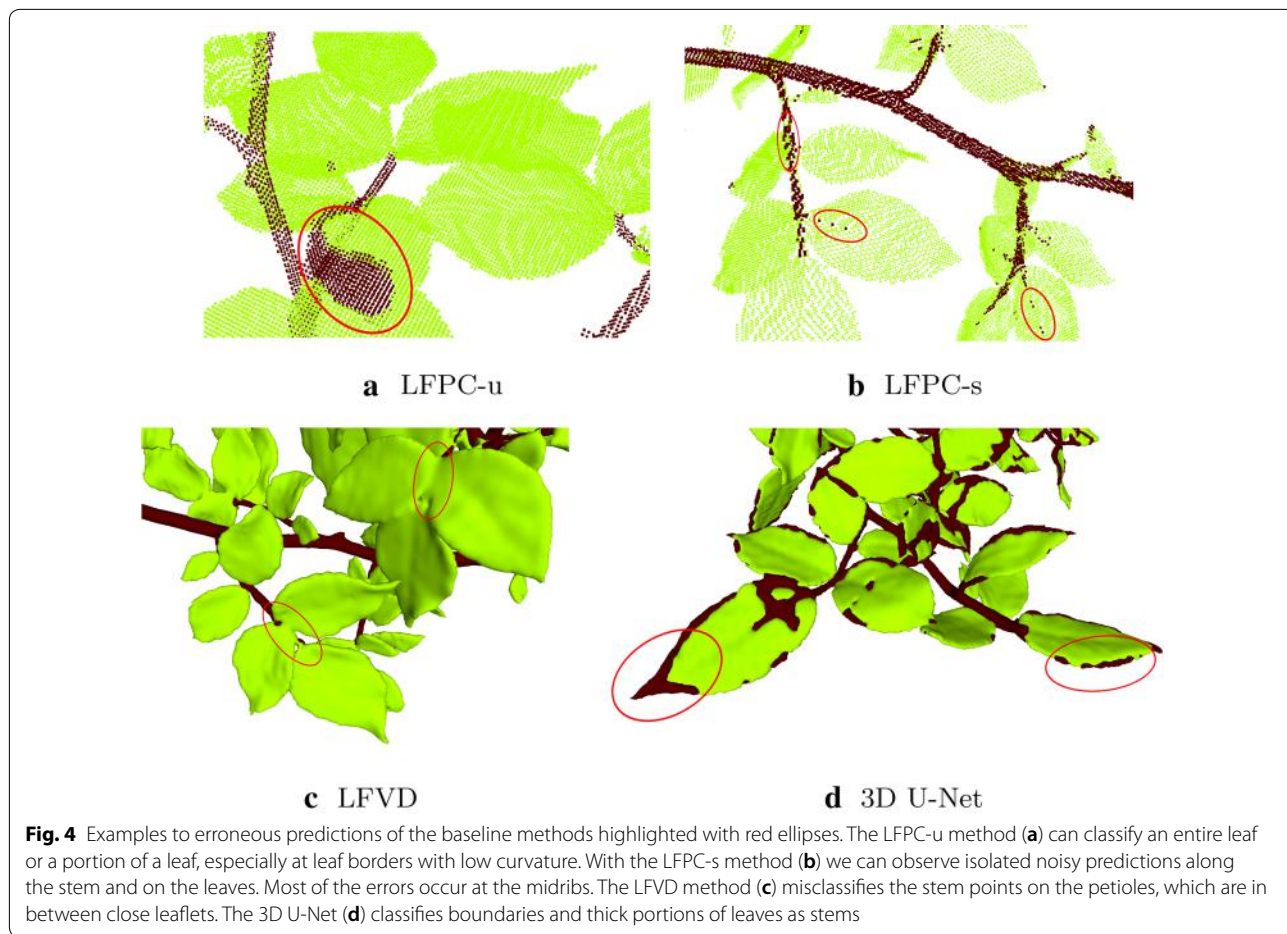 a LFPC-u
b LFPC-s
c LFVD
d 3D U-Net
Fig. 4 Examples to erroneous predictions of the baseline methods highlighted with red ellipses. The LFPC-u method (a) can classify an entire leaf
or a portion of a leaf, especially at leaf borders with low curvature. With the LFPC-s method (b) we can observe isolated noisy predictions along
the stem and on the leaves. Most of the errors occur at the midribs. The LFVD method (c) misclassifies the stem points on the petioles, which are in
between close leaflets. The 3D U-Net (d) classifies boundaries and thick portions of leaves as stems